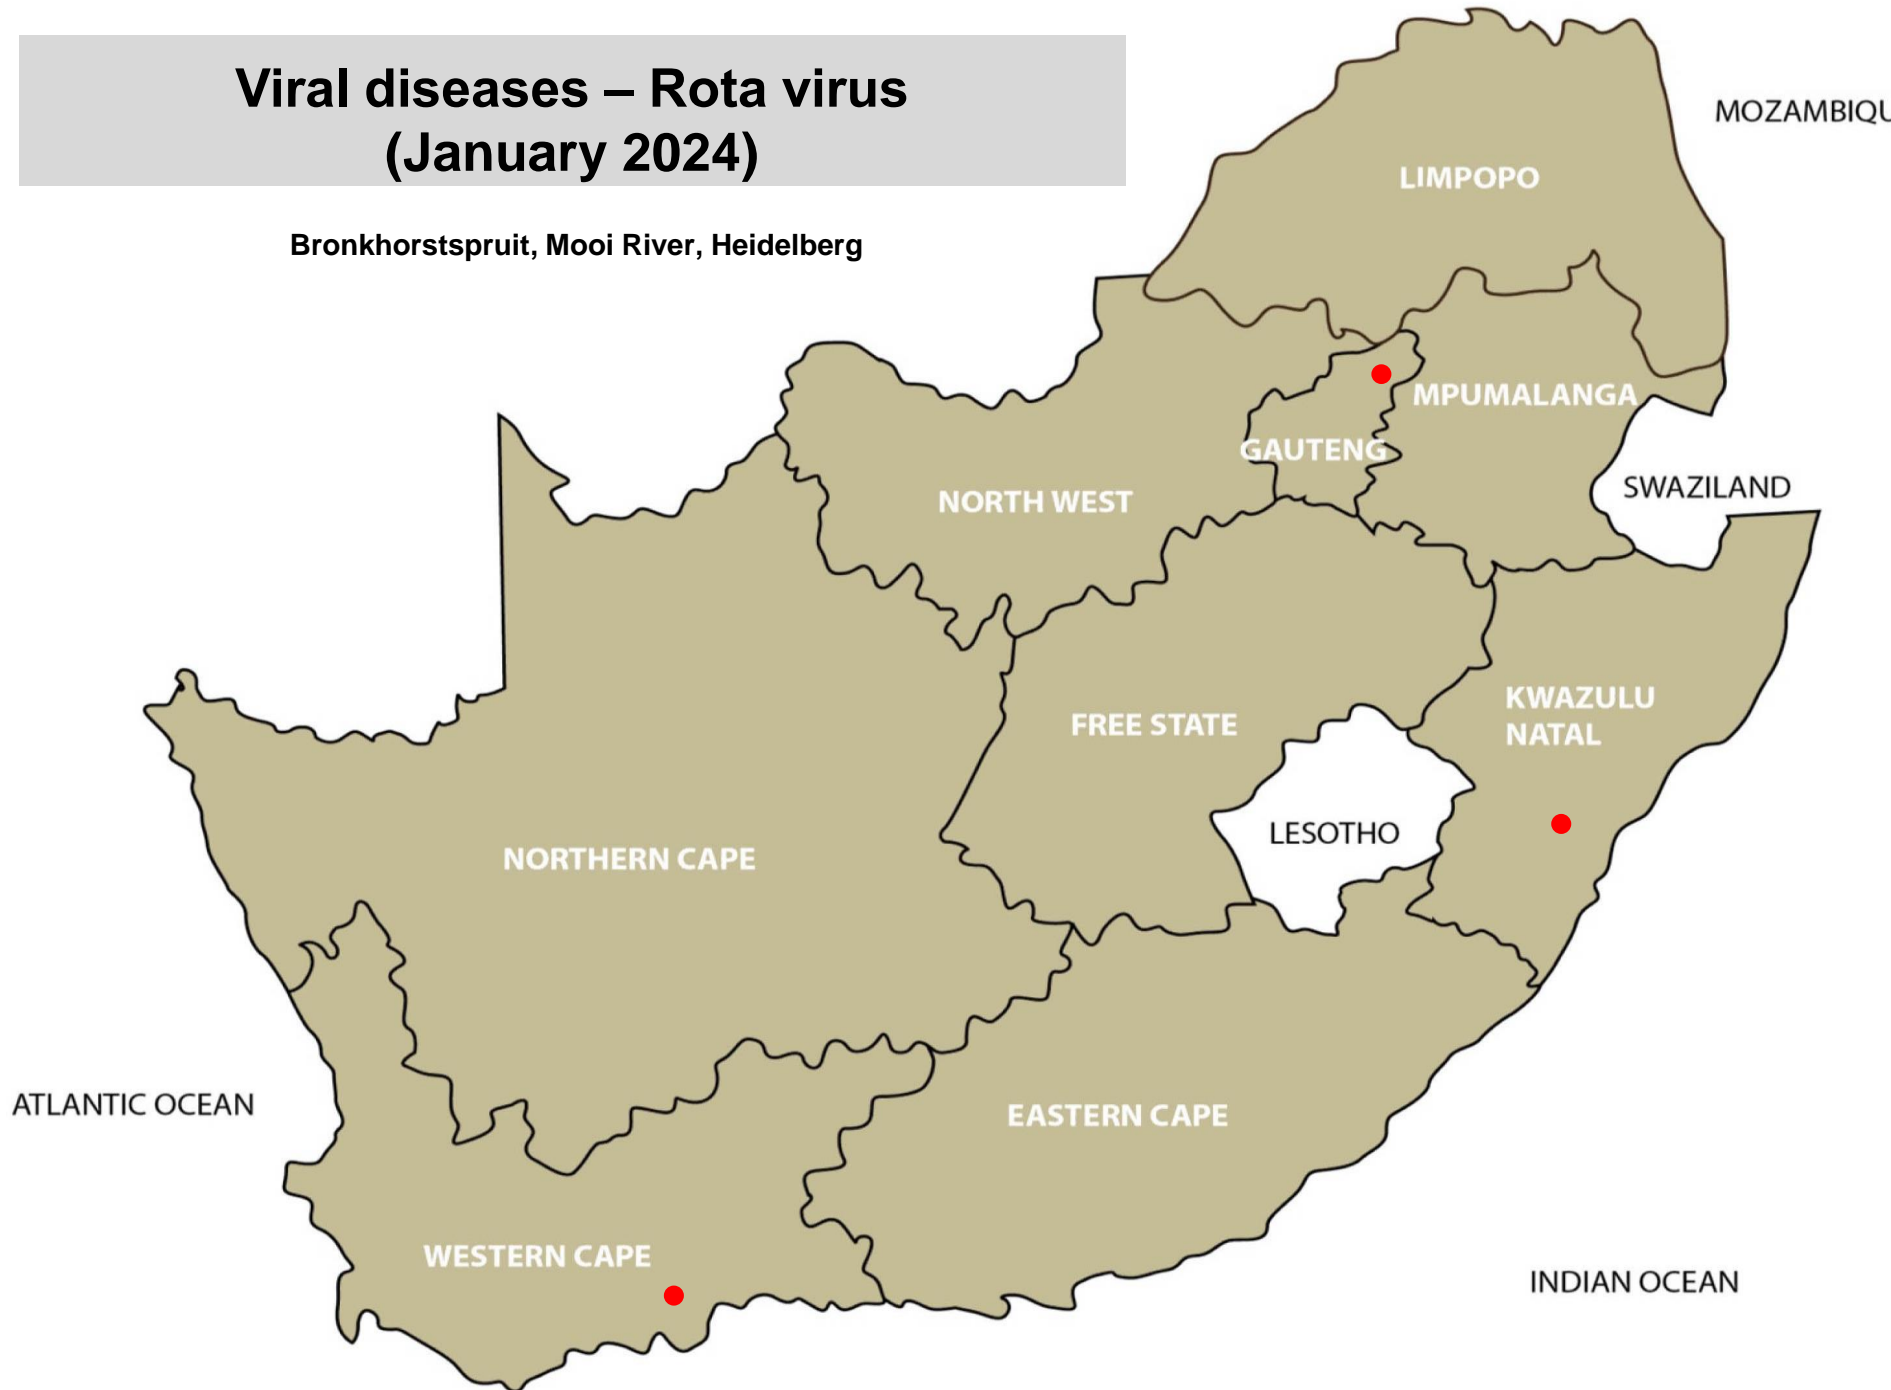 Viral diseases – Rota virus
(January 2024)
Bronkhorstspruit, Mooi River, Heidelberg
MOZAMBIQU
LIMPOPO
MPUMALANGA
GAUTENG
SWAZILAND
NORTH WEST
KWAZULU
NATAL
FREE STATE
LESOTHO
NORTHERN CAPE
ATLANTIC OCEAN
EASTERN CAPE
WESTERN CAPE
INDIAN OCEAN